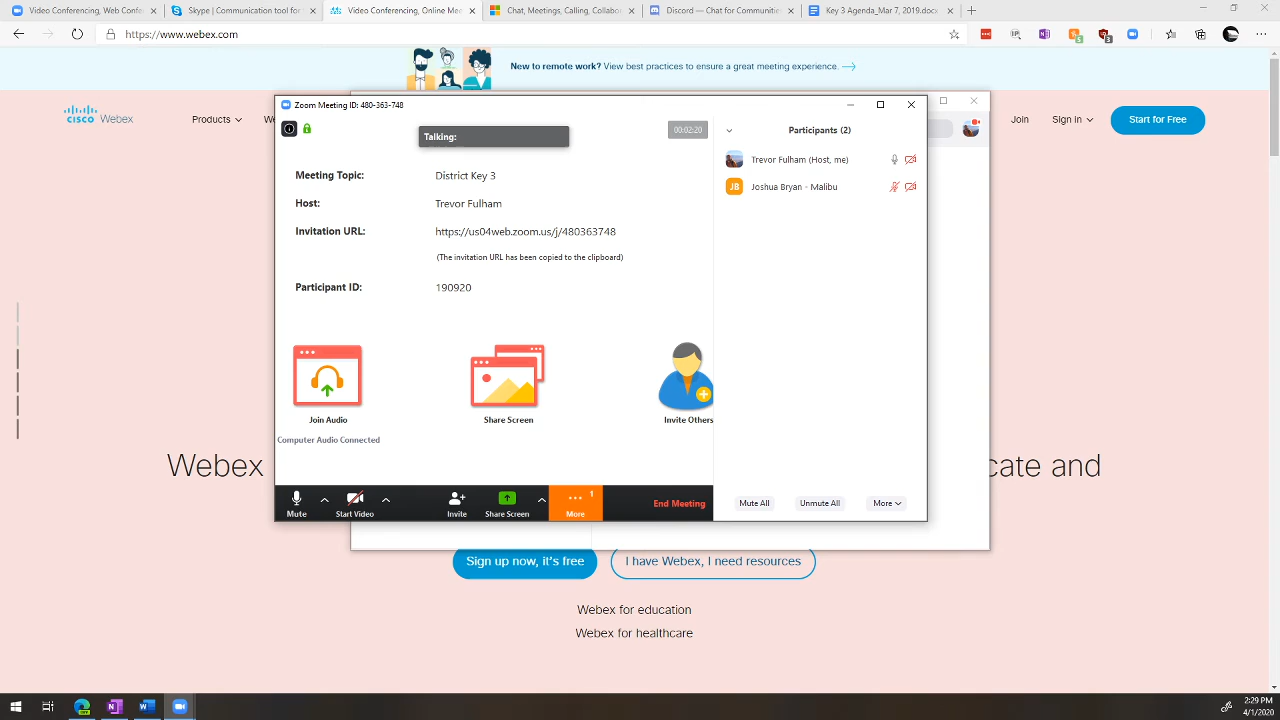 Video Conferencing, Web Conf
Skype | Communication tool for
Video Conferencing, Online Me
Chat, Meetings, Calling, Collabo
Discord — Chat for Communities
Key 3 Agenda_Mar 7, 2019.docx
https://www.webex.com
New to remote work? View best practices to ensure a great meeting experience.
CISCO Webex
Products
Join
Sign in
Start for Free
Zoom Meeting ID: 480-363-748
Talking:
00:02:20
Meeting Topic: District Key 3
Host: Trevor Fulham
Invitation URL: https://us04web.zoom.us/j/480363748
(The invitation URL has been copied to the clipboard)
Participant ID: 190920
Join Audio
Share Screen
Invite Others
Computer Audio Connected
Mute
Start Video
Invite
Share Screen
1
More
End Meeting
Participants (2)
Trevor Fulham (Host, me)
JB Joshua Bryan - Malibu
Mute All
Unmute All
More
Webex
cate and
Sign up now, it's free
I have Webex, I need resources
Webex for education
Webex for healthcare
2:29 PM
4/1/2020